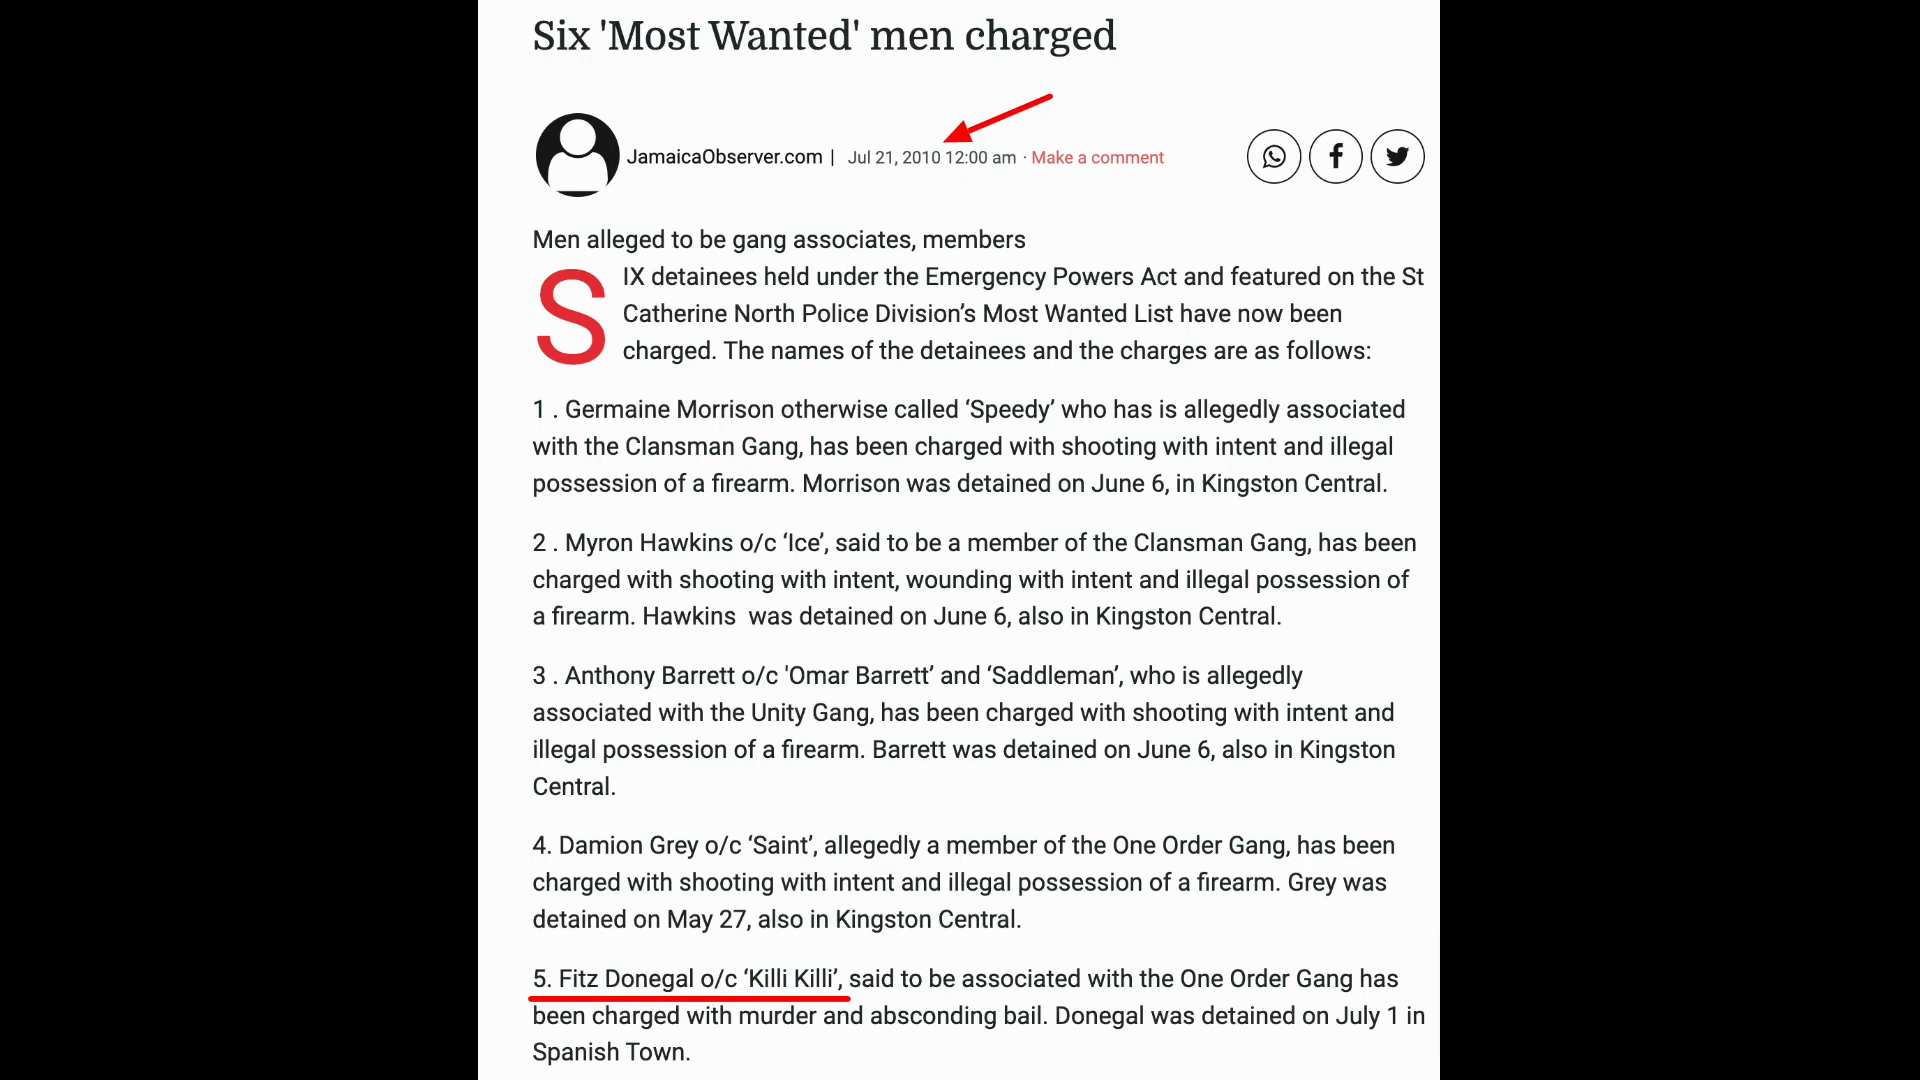 Six 'Most Wanted' men charged
JamaicaObserver.com | Jul 21, 2010 12:00 am · Make a comment
Men alleged to be gang associates, members
SIX detainees held under the Emergency Powers Act and featured on the St
Catherine North Police Division’s Most Wanted List have now been
charged. The names of the detainees and the charges are as follows:
1 . Germaine Morrison otherwise called ‘Speedy’ who has is allegedly associated
with the Clansman Gang, has been charged with shooting with intent and illegal
possession of a firearm. Morrison was detained on June 6, in Kingston Central.
2 . Myron Hawkins o/c ‘Ice’, said to be a member of the Clansman Gang, has been
charged with shooting with intent, wounding with intent and illegal possession of
a firearm. Hawkins  was detained on June 6, also in Kingston Central.
3 . Anthony Barrett o/c 'Omar Barrett’ and ‘Saddleman’, who is allegedly
associated with the Unity Gang, has been charged with shooting with intent and
illegal possession of a firearm. Barrett was detained on June 6, also in Kingston
Central.
4. Damion Grey o/c ‘Saint’, allegedly a member of the One Order Gang, has been
charged with shooting with intent and illegal possession of a firearm. Grey was
detained on May 27, also in Kingston Central.
5. Fitz Donegal o/c ‘Killi Killi’, said to be associated with the One Order Gang has
been charged with murder and absconding bail. Donegal was detained on July 1 in
Spanish Town.